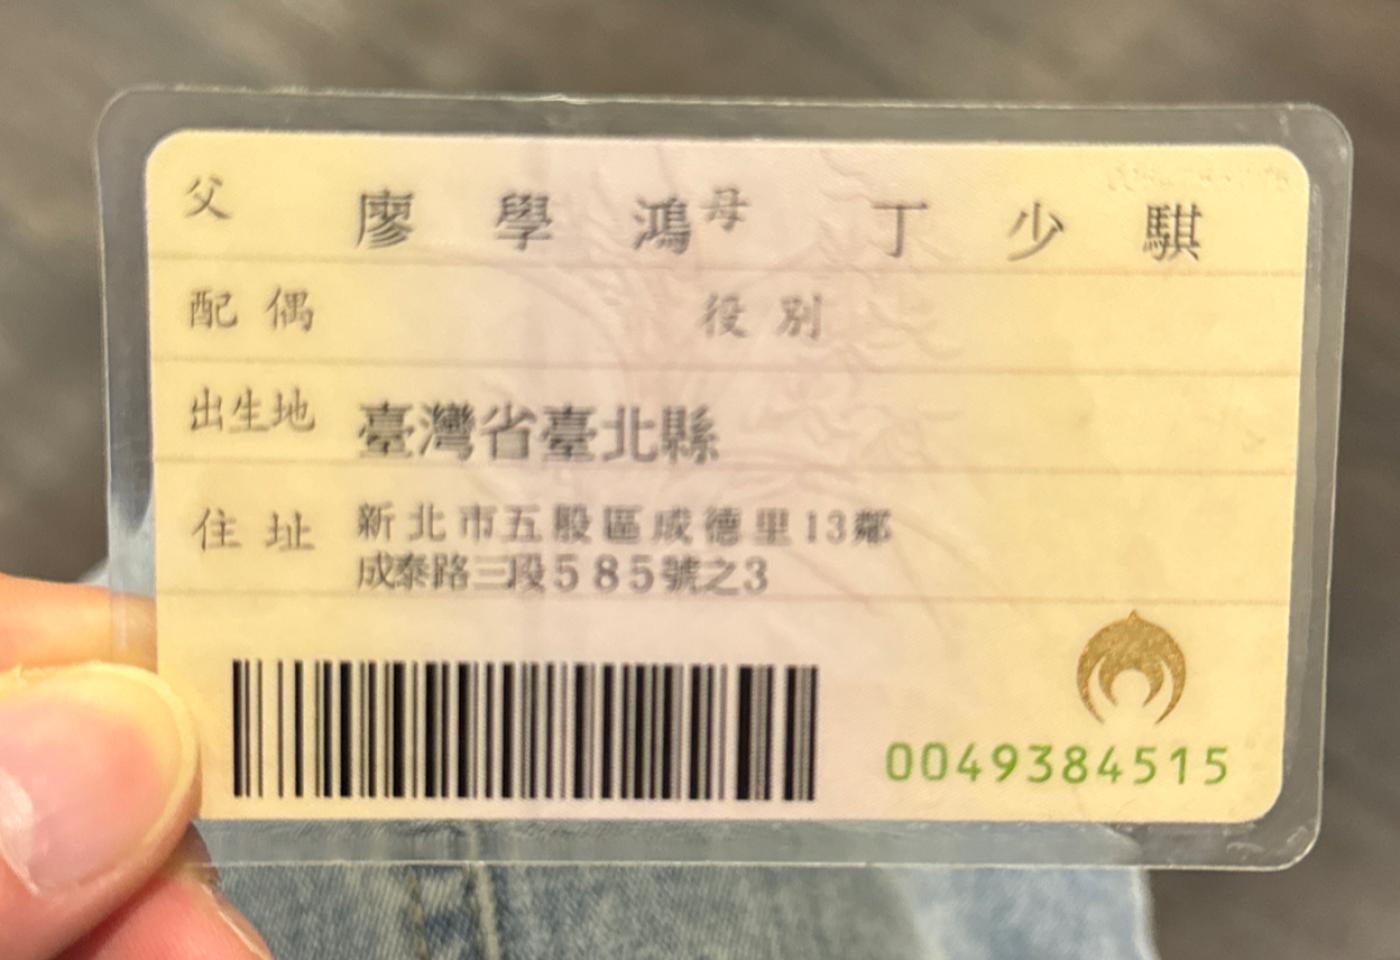 父 廖學鴻 母 丁少騏
配偶 役別
出生地 臺灣省臺北縣
住址 新北市五股區成德里13鄰
成泰路三段585號之3
0049384515